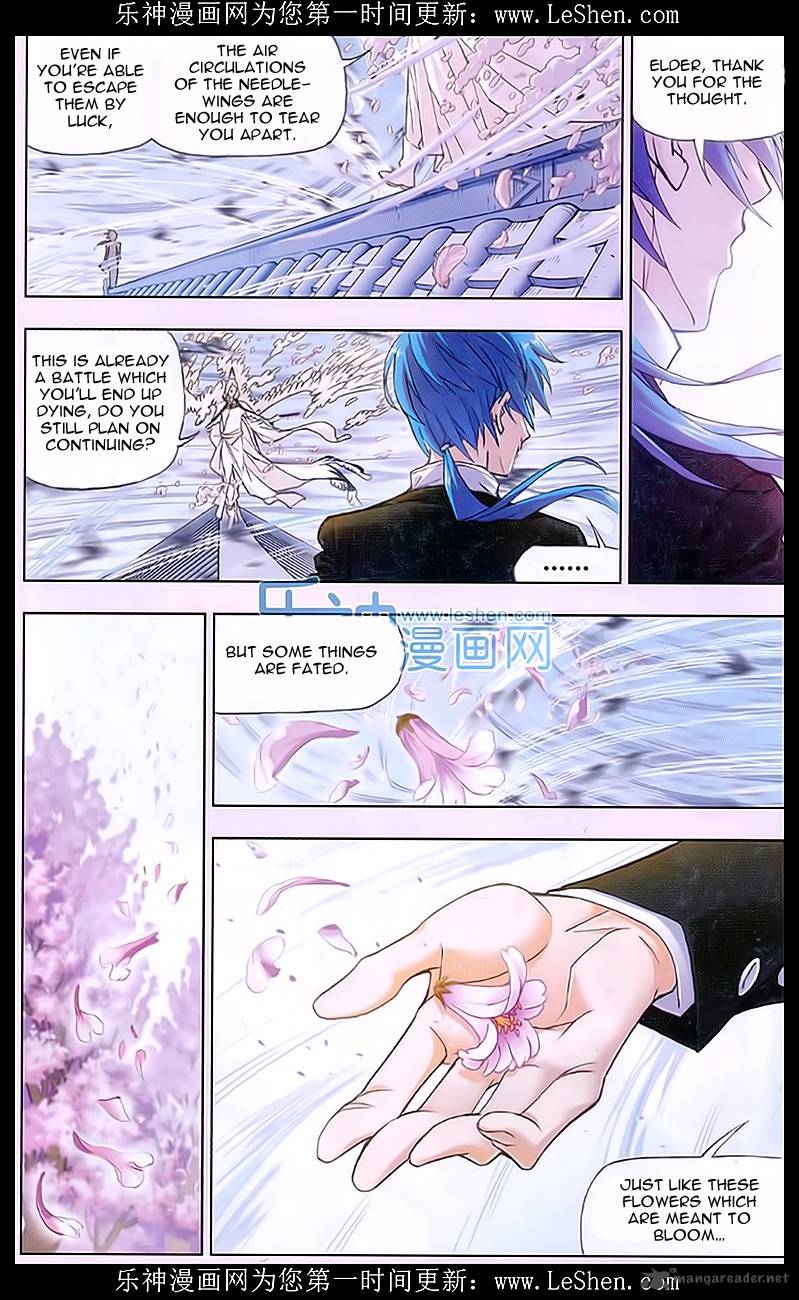 乐神漫画网为您第一时间更新：www.LeShen.com
EVEN IF
YOU'RE ABLE
TO ESCAPE
THEM BY
LUCK,
THE AIR
CIRCULATIONS
OF THE NEEDLE-
WINGS ARE
ENOUGH TO TEAR
YOU APART.
ELDER, THANK
YOU FOR THE
THOUGHT.
THIS IS ALREADY
A BATTLE WHICH
YOU'LL END UP
DYING, DO YOU
STILL PLAN ON
CONTINUING?
......
乐神
www.leshen.com
漫画网
BUT SOME THINGS
ARE FATED.
JUST LIKE THESE
FLOWERS WHICH
ARE MEANT TO
BLOOM...
乐神漫画网为您第一时间更新：www.LeShen.com
mangareader.net